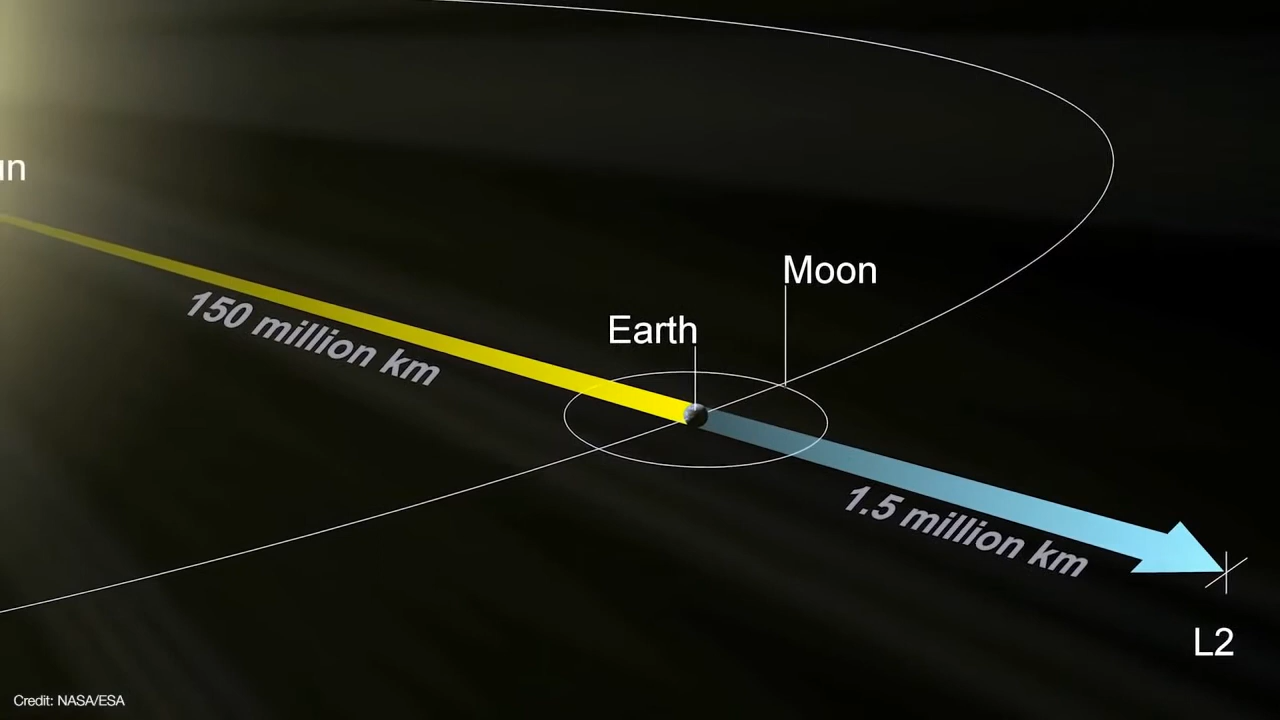 un
Moon
Earth
150 million km
1.5 million km
L2
Credit: NASA/ESA